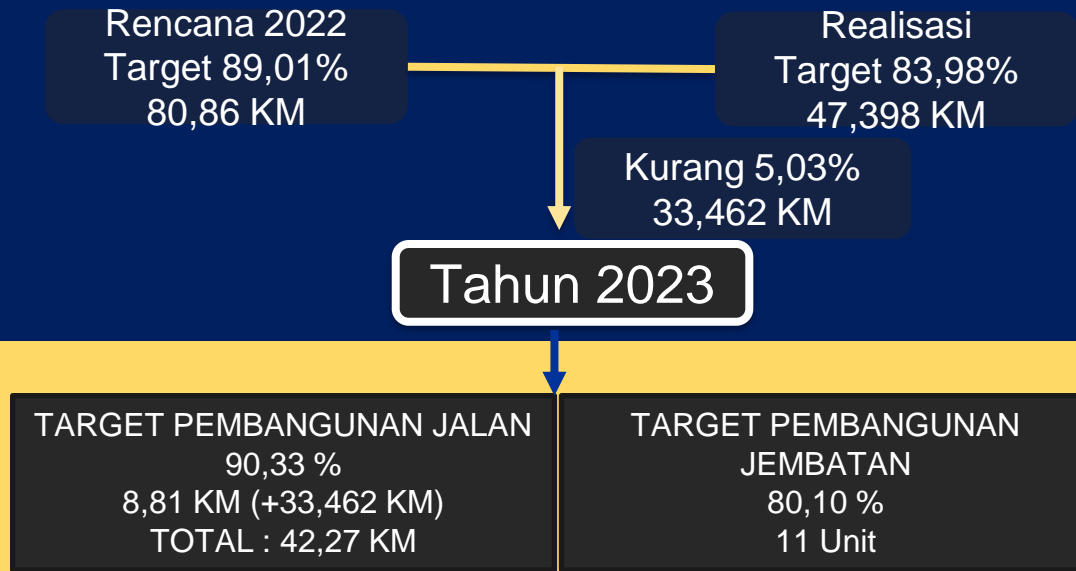 Rencana 2022
Target 89,01%
80,86 KM
Realisasi
Target 83,98%
47,398 KM
Kurang 5,03%
33,462 KM
Tahun 2023
TARGET PEMBANGUNAN JALAN
90,33 %
8,81 KM (+33,462 KM)
TOTAL : 42,27 KM
TARGET PEMBANGUNAN
JEMBATAN
80,10 %
11 Unit